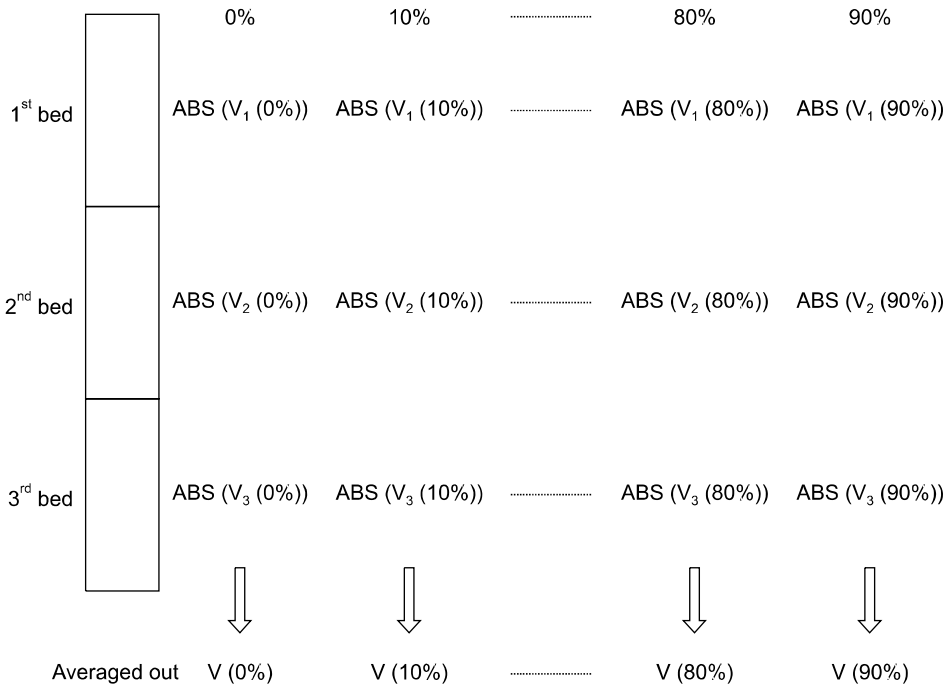 0% 10% ........... 80% 90%
1st bed ABS (V1 (0%)) ABS (V1 (10%)) ........... ABS (V1 (80%)) ABS (V1 (90%))
2nd bed ABS (V2 (0%)) ABS (V2 (10%)) ........... ABS (V2 (80%)) ABS (V2 (90%))
3rd bed ABS (V3 (0%)) ABS (V3 (10%)) ........... ABS (V3 (80%)) ABS (V3 (90%))
Averaged out V (0%) V (10%) ........... V (80%) V (90%)